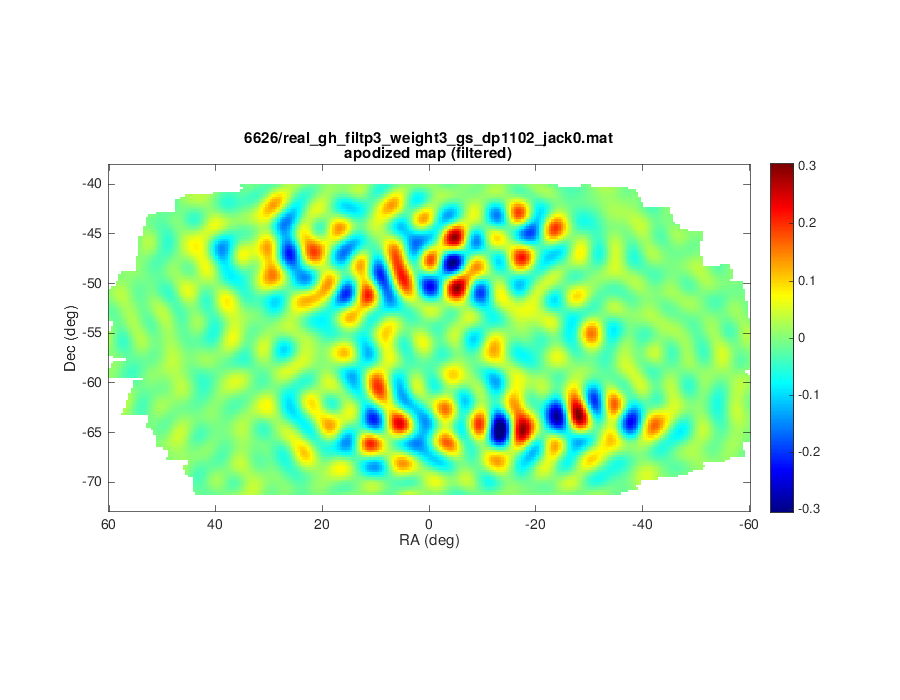 6626/real_gh_filtp3_weight3_gs_dp1102_jack0.mat
apodized map (filtered)
-40
-45
-50
-55
-60
-65
-70
Dec (deg)
60 40 20 0 -20 -40 -60
RA (deg)
0.3
0.2
0.1
0
-0.1
-0.2
-0.3